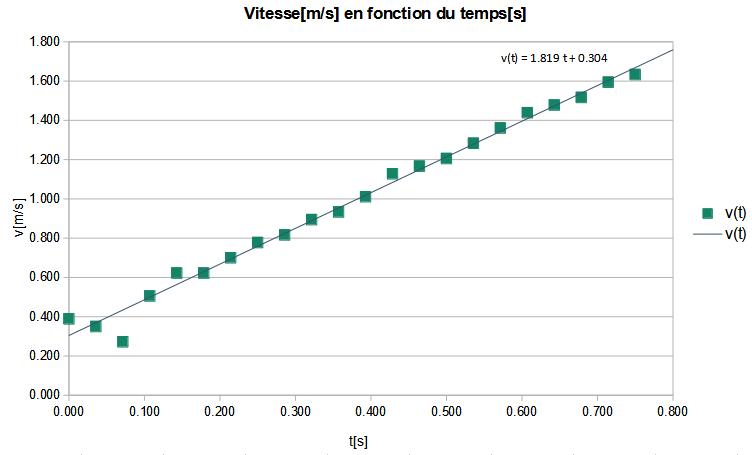 Vitesse[m/s] en fonction du temps[s]
1.800
v(t) = 1.819 t + 0.304
1.600
1.400
1.200
1.000
0.800
0.600
0.400
0.200
0.000
v[m/s]
v(t)
v(t)
0.000 0.100 0.200 0.300 0.400 0.500 0.600 0.700 0.800
t[s]